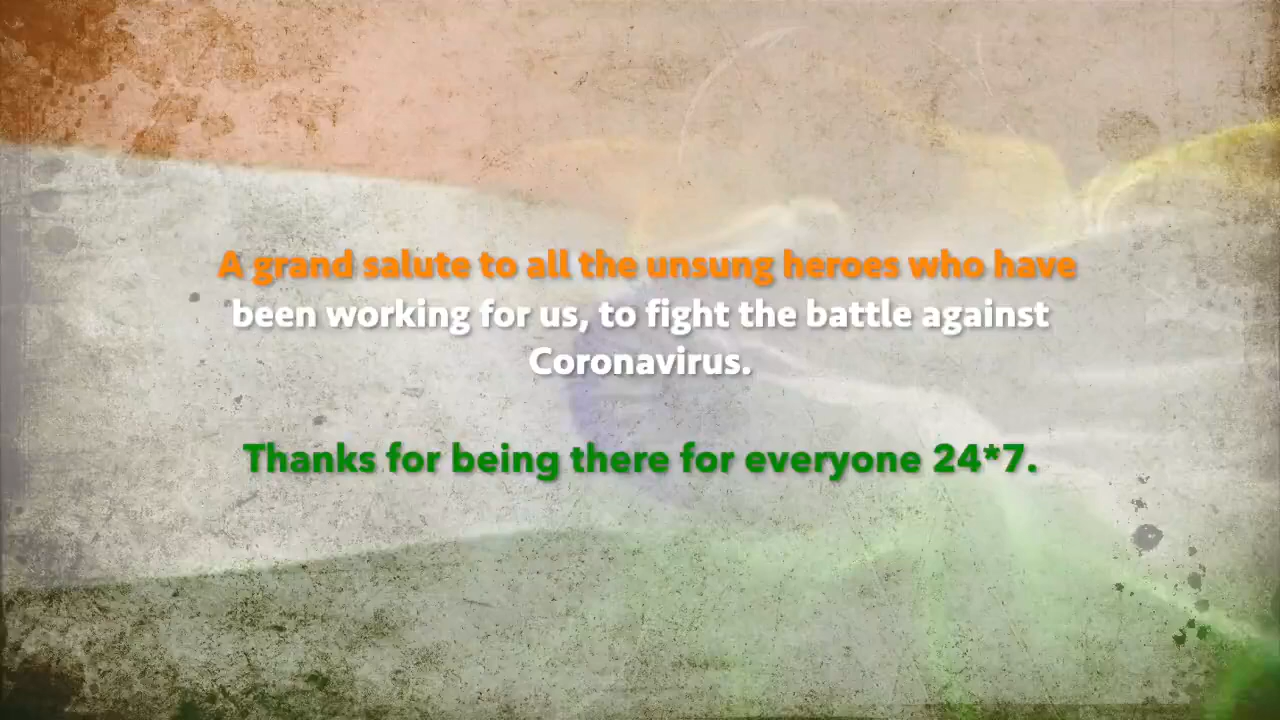 A grand salute to all the unsung heroes who have
been working for us, to fight the battle against
Coronavirus.
Thanks for being there for everyone 24*7.